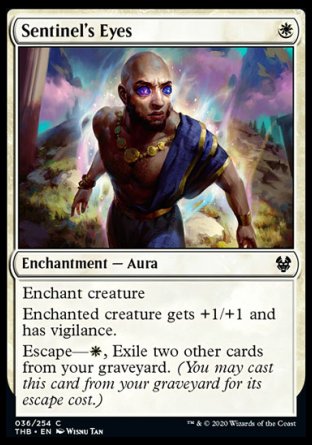 Sentinel's Eyes
Enchantment — Aura
Enchant creature
Enchanted creature gets +1/+1 and
has vigilance.
Escape—, Exile two other cards
from your graveyard. (You may cast
this card from your graveyard for its
escape cost.)
036/254 C
THB • EN Wisnu Tan
™ & © 2020 Wizards of the Coast